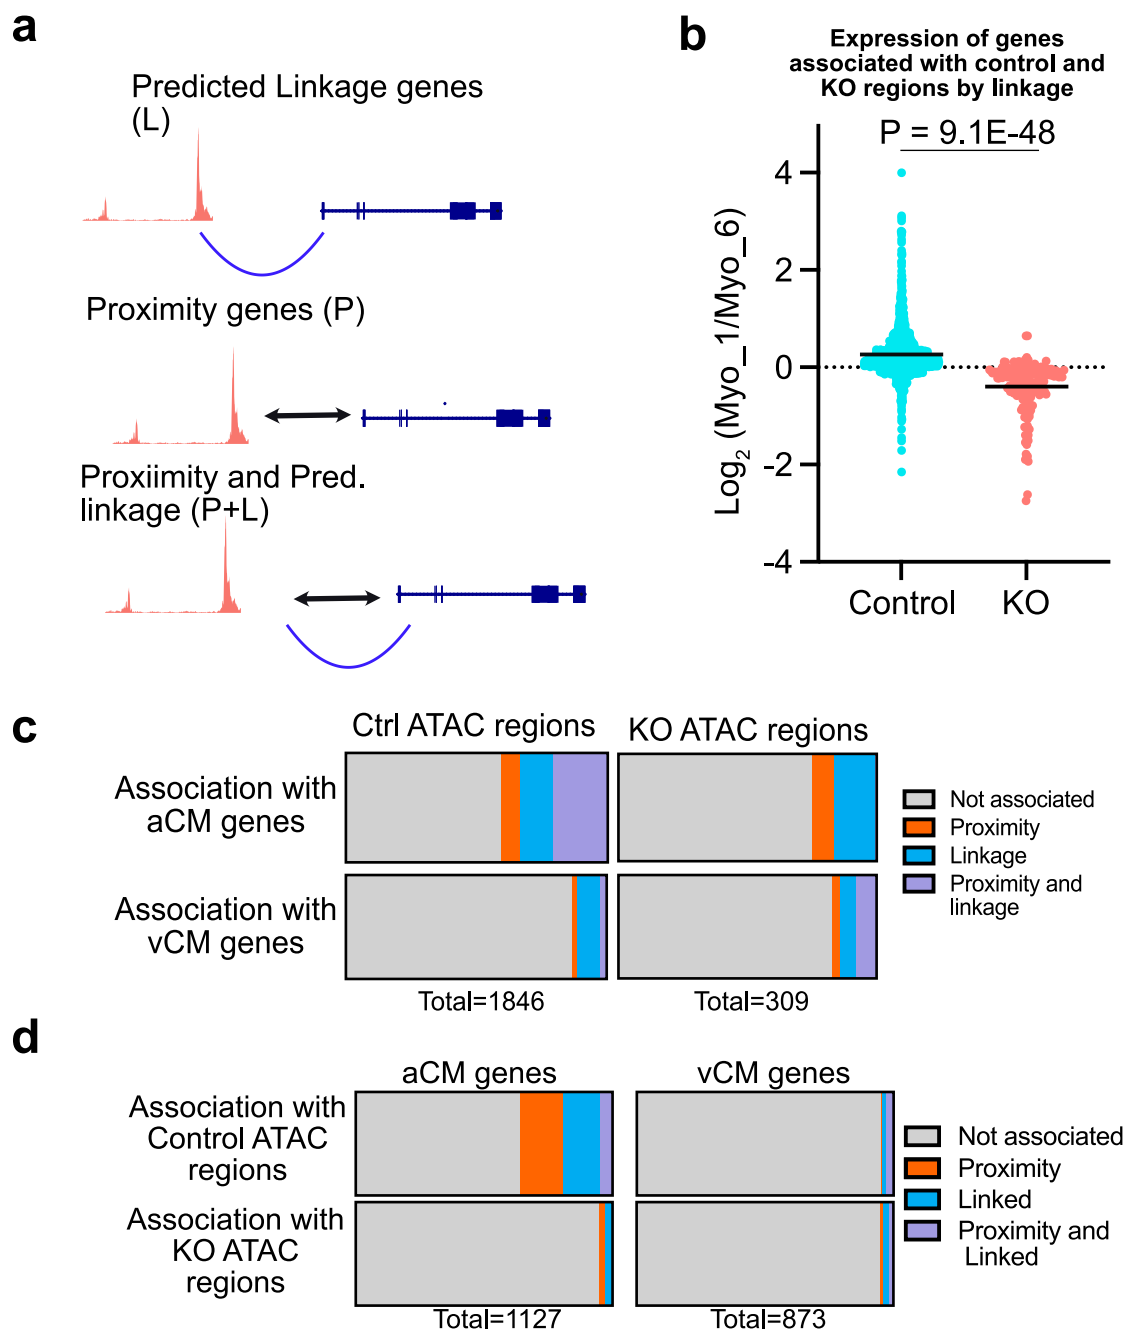 a
Predicted Linkage genes
(L)
Proximity genes (P)
Proxiimity and Pred.
linkage (P+L)
b
Expression of genes
associated with control and
KO regions by linkage
P = 9.1E-48
Log2 (Myo_1/Myo_6)
4
2
0
-2
-4
Control
KO
c
Ctrl ATAC regions
KO ATAC regions
Association with
aCM genes
Association with
vCM genes
Total=1846
Total=309
Not associated
Proximity
Linkage
Proximity and
linkage
d
aCM genes
vCM genes
Association with
Control ATAC
regions
Association with
KO ATAC
regions
Total=1127
Total=873
Not associated
Proximity
Linked
Proximity and
Linked